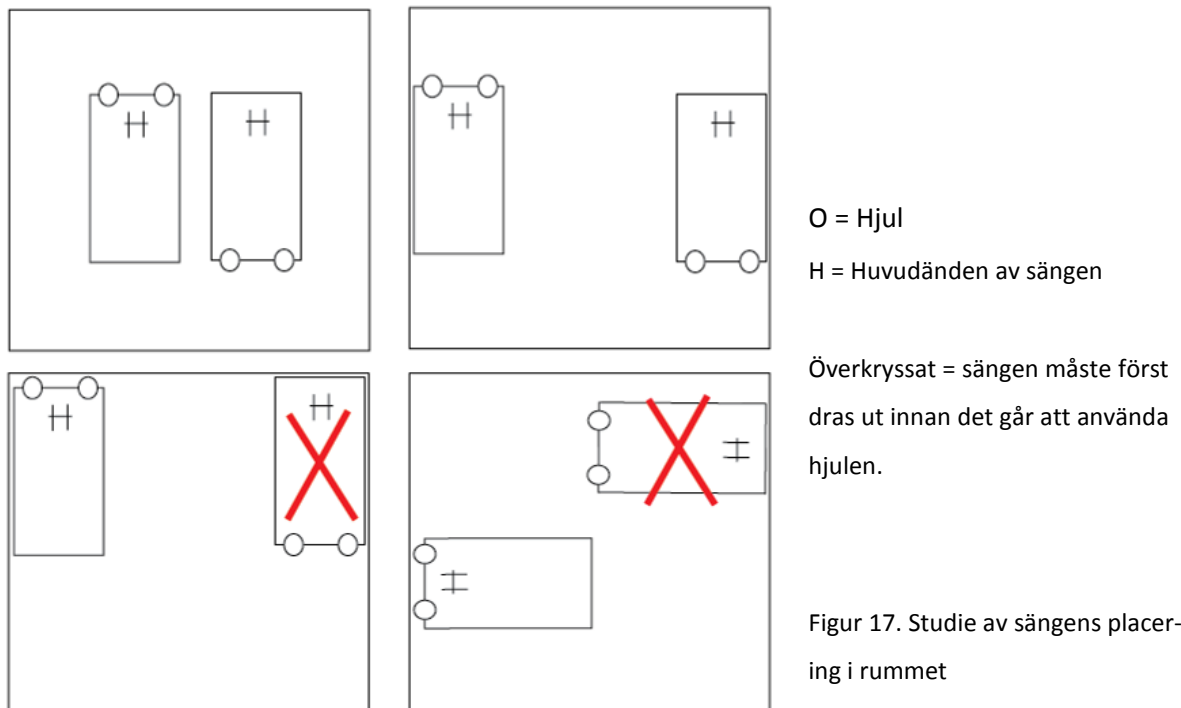 H
H
H
H
O = Hjul
H = Huvudänden av sängen
Överkryssat = sängen måste först
dras ut innan det går att använda
hjulen.
H
H
H
H
Figur 17. Studie av sängens placer-
ing i rummet